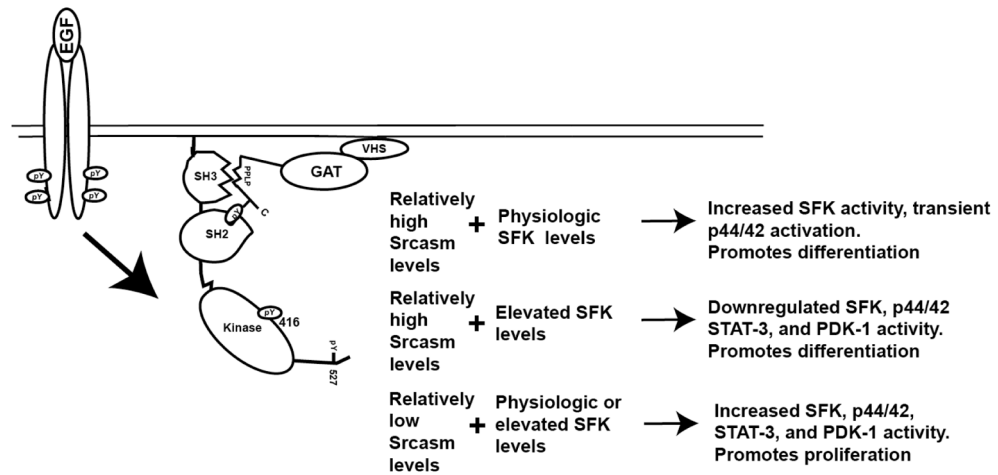 EGF
pY
pY
pY
pY
SH3
PPLP
C
pY
SH2
GAT
VHS
Kinase
pY
416
pY
527
Relatively
high
Srcasm
levels
+
Physiologic
SFK levels
Increased SFK activity, transient
p44/42 activation.
Promotes differentiation
Relatively
high
Srcasm
levels
+
Elevated SFK
levels
Downregulated SFK, p44/42
STAT-3, and PDK-1 activity.
Promotes differentiation
Relatively
low
Srcasm
levels
+
Physiologic or
elevated SFK
levels
Increased SFK, p44/42,
STAT-3, and PDK-1 activity.
Promotes proliferation